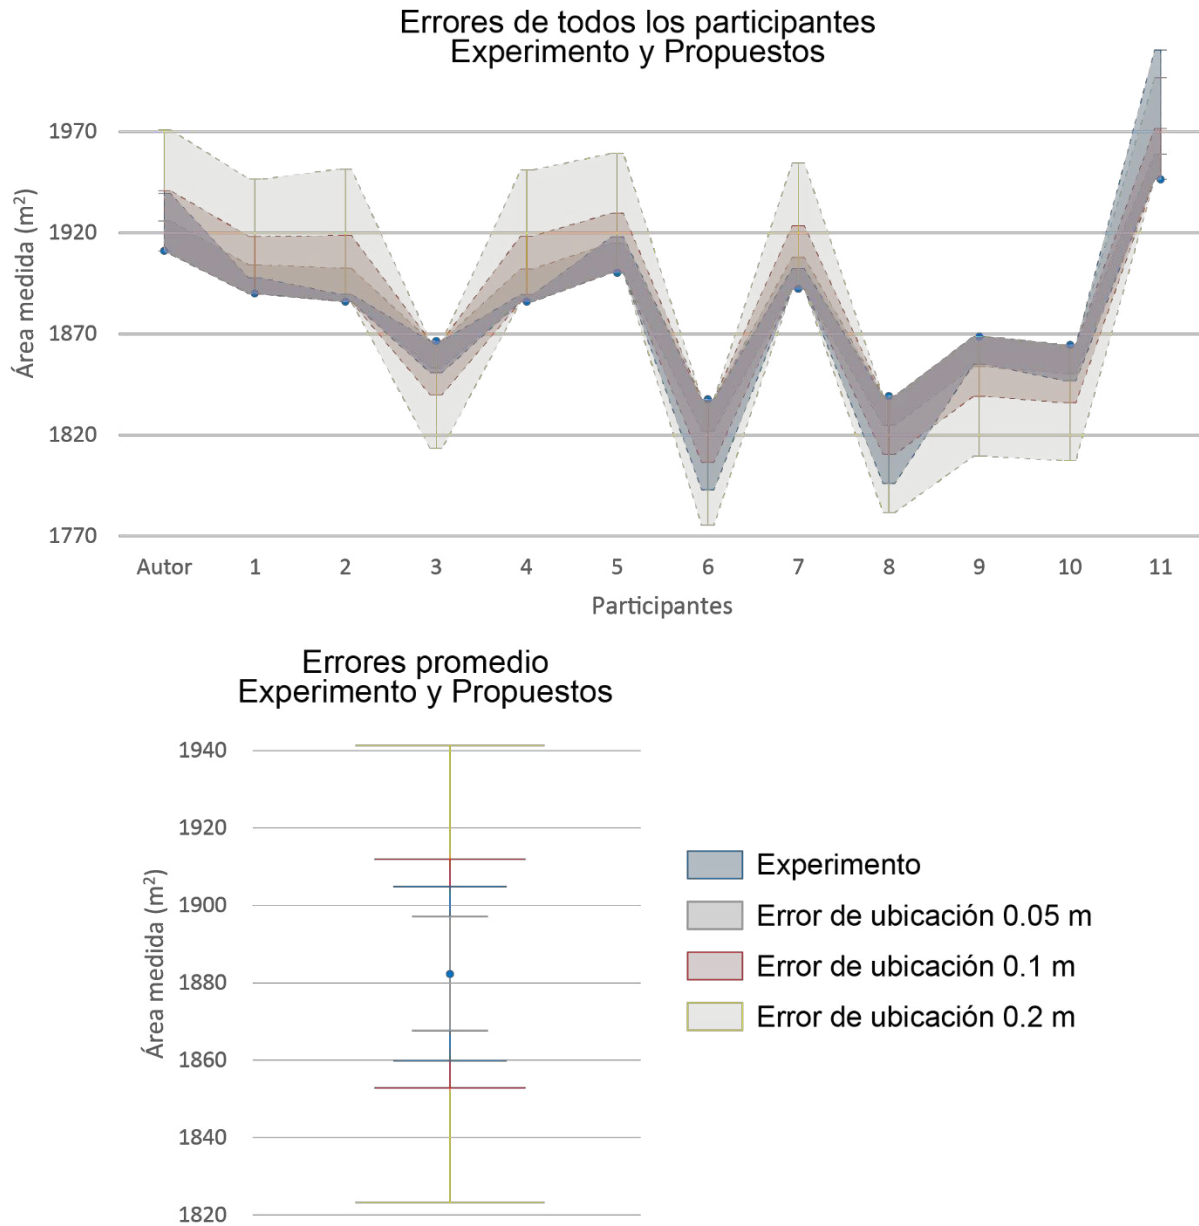 Errores de todos los participantes
Experimento y Propuestos
Área medida (m²)
1970
1920
1870
1820
1770
Autor 1 2 3 4 5 6 7 8 9 10 11
Participantes
Errores promedio
Experimento y Propuestos
Área medida (m²)
1940
1920
1900
1880
1860
1840
1820
Experimento
Error de ubicación 0.05 m
Error de ubicación 0.1 m
Error de ubicación 0.2 m